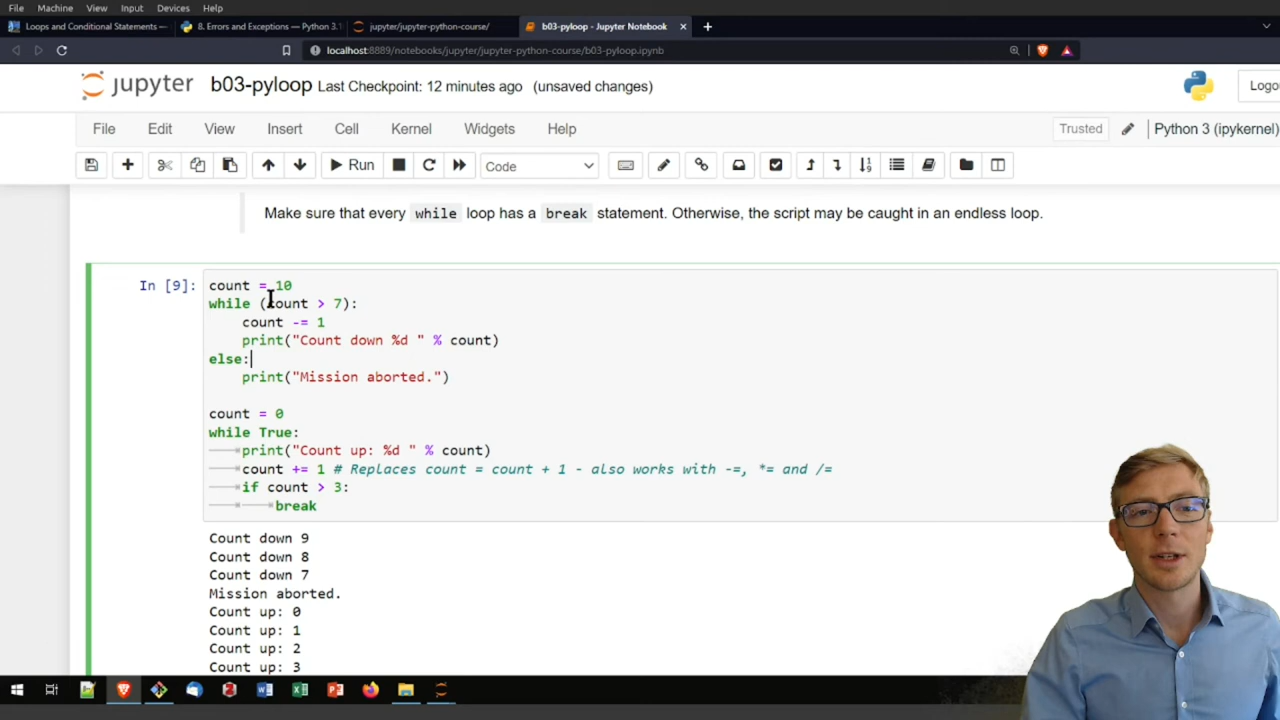 File Machine View Input Devices Help
Loops and Conditional Statements —
8. Errors and Exceptions — Python 3.1
jupyter/jupyter-python-course/
b03-pyloop - Jupyter Notebook
localhost:8889/notebooks/jupyter/jupyter-python-course/b03-pyloop.ipynb
jupyter b03-pyloop Last Checkpoint: 12 minutes ago (unsaved changes)
Logo
File Edit View Insert Cell Kernel Widgets Help
Trusted
Python 3 (ipykernel)
Run
Code
Make sure that every while loop has a break statement. Otherwise, the script may be caught in an endless loop.
In [9]:
count = 10
while (count > 7):
    count -= 1
    print("Count down %d " % count)
else:
    print("Mission aborted.")
count = 0
while True:
    print("Count up: %d " % count)
    count += 1 # Replaces count = count + 1 - also works with -=, *= and /=
    if count > 3:
        break
Count down 9
Count down 8
Count down 7
Mission aborted.
Count up: 0
Count up: 1
Count up: 2
Count up: 3